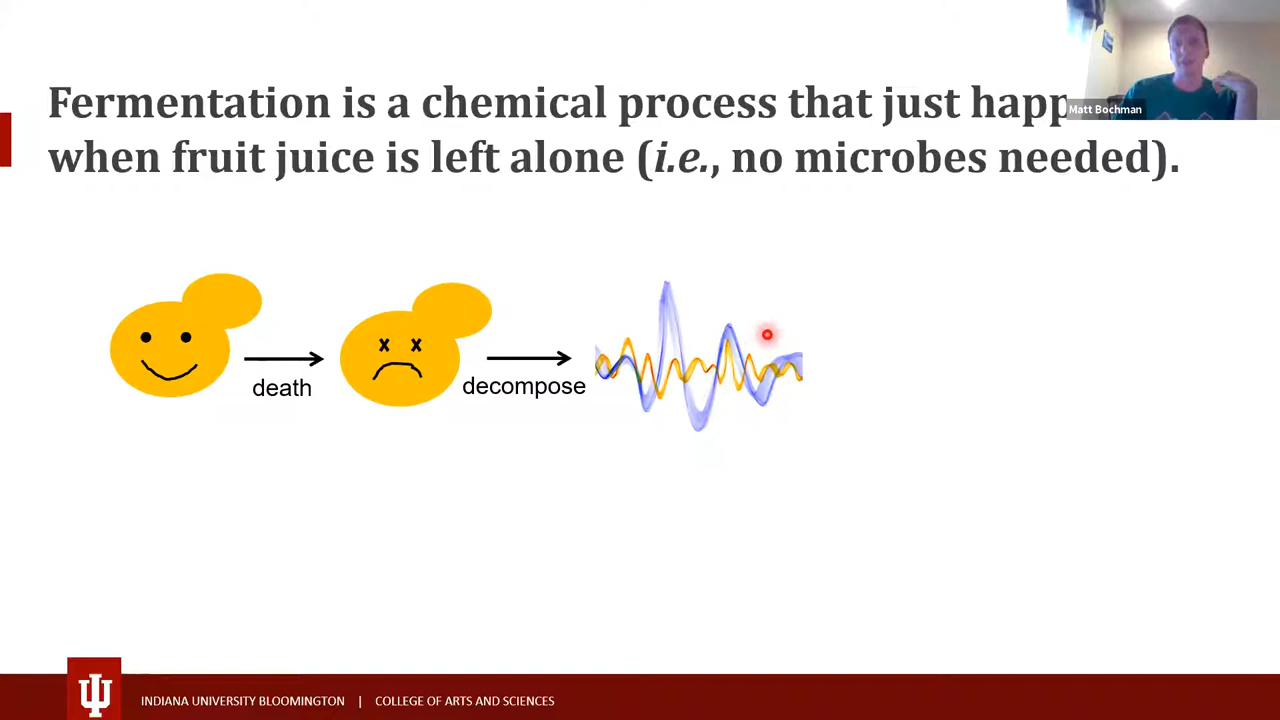 Fermentation is a chemical process that just happ
Matt Bochman
when fruit juice is left alone (i.e., no microbes needed).
death
decompose
INDIANA UNIVERSITY BLOOMINGTON | COLLEGE OF ARTS AND SCIENCES